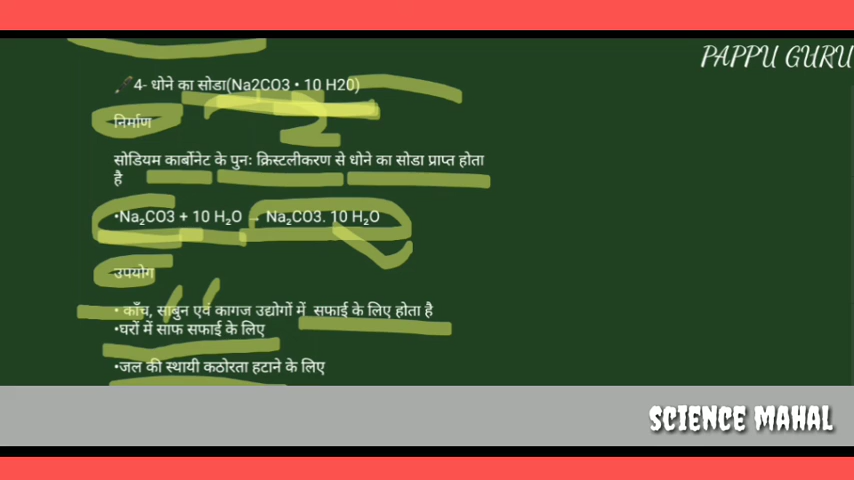 PAPPU GURU
4- धोने का सोडा(Na2CO3 • 10 H20)
निर्माण
सोडियम कार्बोनेट के पुनः क्रिस्टलीकरण से धोने का सोडा प्राप्त होता
है
•Na₂CO3 + 10 H₂O → Na₂CO3. 10 H₂O
उपयोग
• काँच, साबुन एवं कागज उद्योगों में सफाई के लिए होता है
•घरों में साफ सफाई के लिए
•जल की स्थायी कठोरता हटाने के लिए
SCIENCE MAHAL